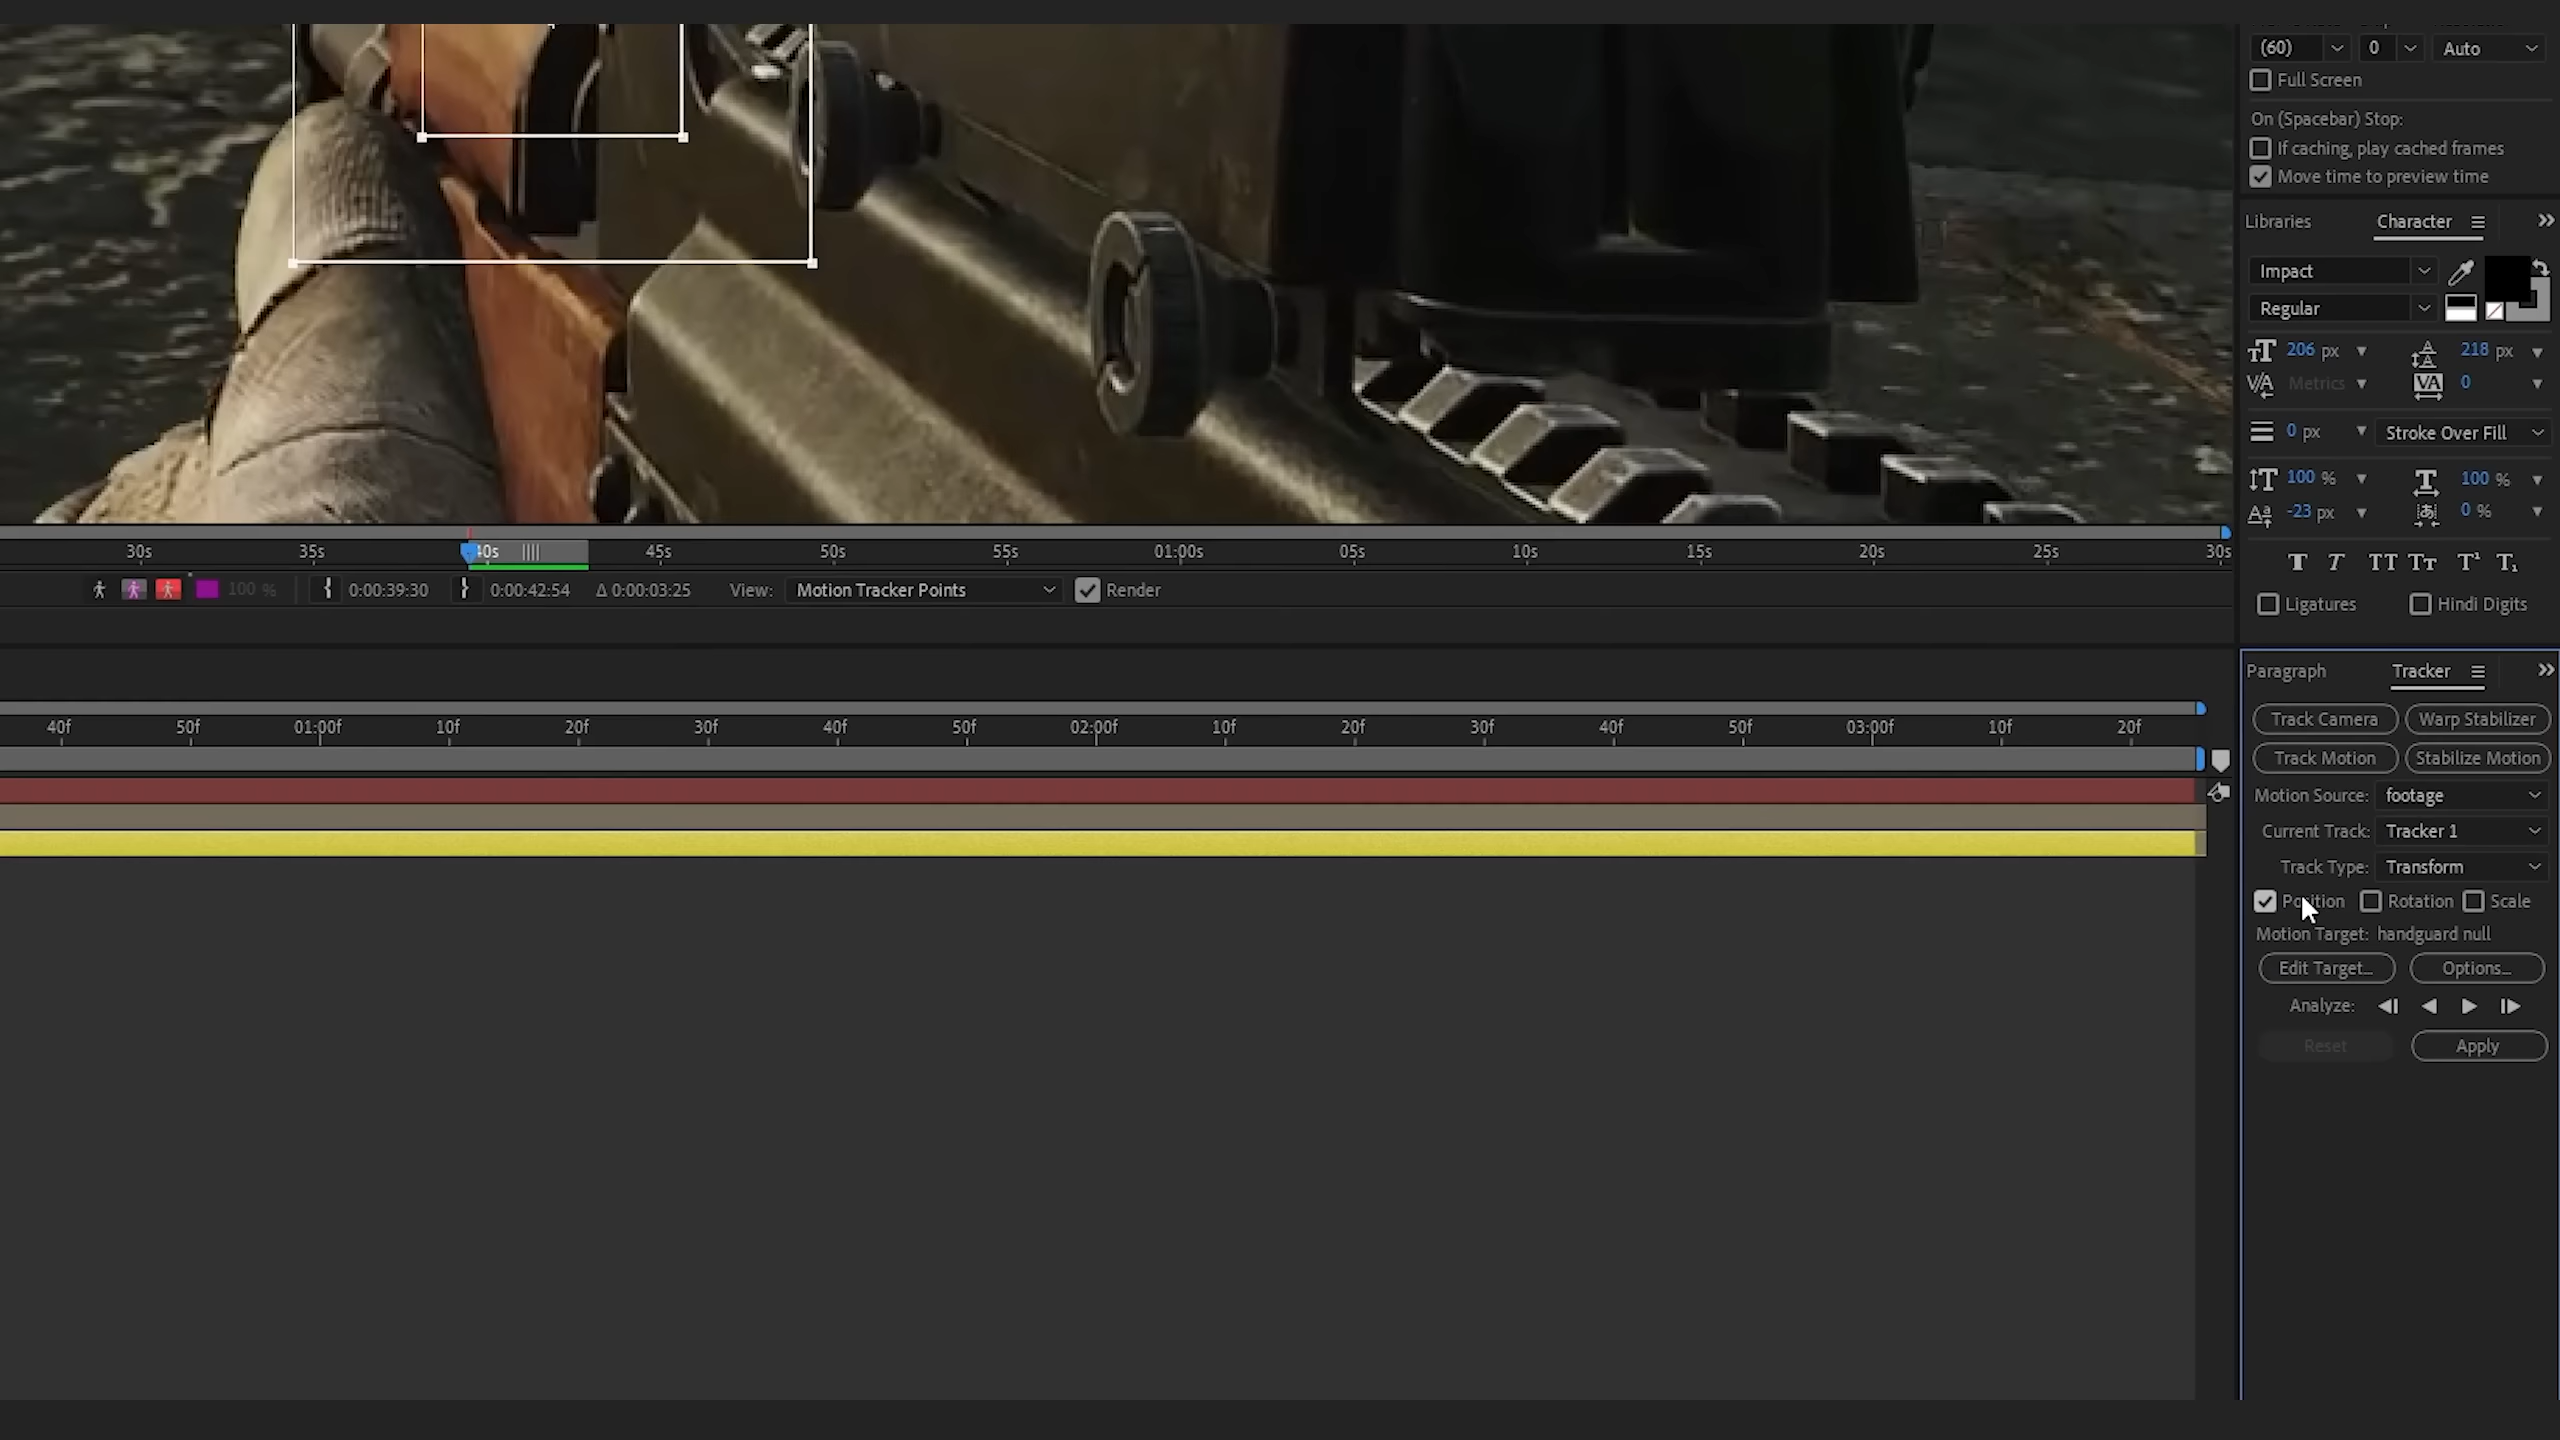 (60) 0 Auto
Full Screen
On (Spacebar) Stop:
If caching, play cached frames
Move time to preview time
Libraries Character
Impact
Regular
206 px 218 px
Metrics 0
0 px Stroke Over Fill
100 % 100 %
-23 px 0 %
T T TT TT T¹ T₁
Ligatures Hindi Digits
30s 35s 40s 45s 50s 55s 01:00s 05s 10s 15s 20s 25s 30s
100 % 0:00:39:30 0:00:42:54 Δ 0:00:03:25 View: Motion Tracker Points Render
Paragraph Tracker
40f 50f 01:00f 10f 20f 30f 40f 50f 02:00f 10f 20f 30f 40f 50f 03:00f 10f 20f
Track Camera Warp Stabilizer
Track Motion Stabilize Motion
Motion Source: footage
Current Track: Tracker 1
Track Type: Transform
Position Rotation Scale
Motion Target: handguard null
Edit Target... Options...
Analyze:
Reset Apply